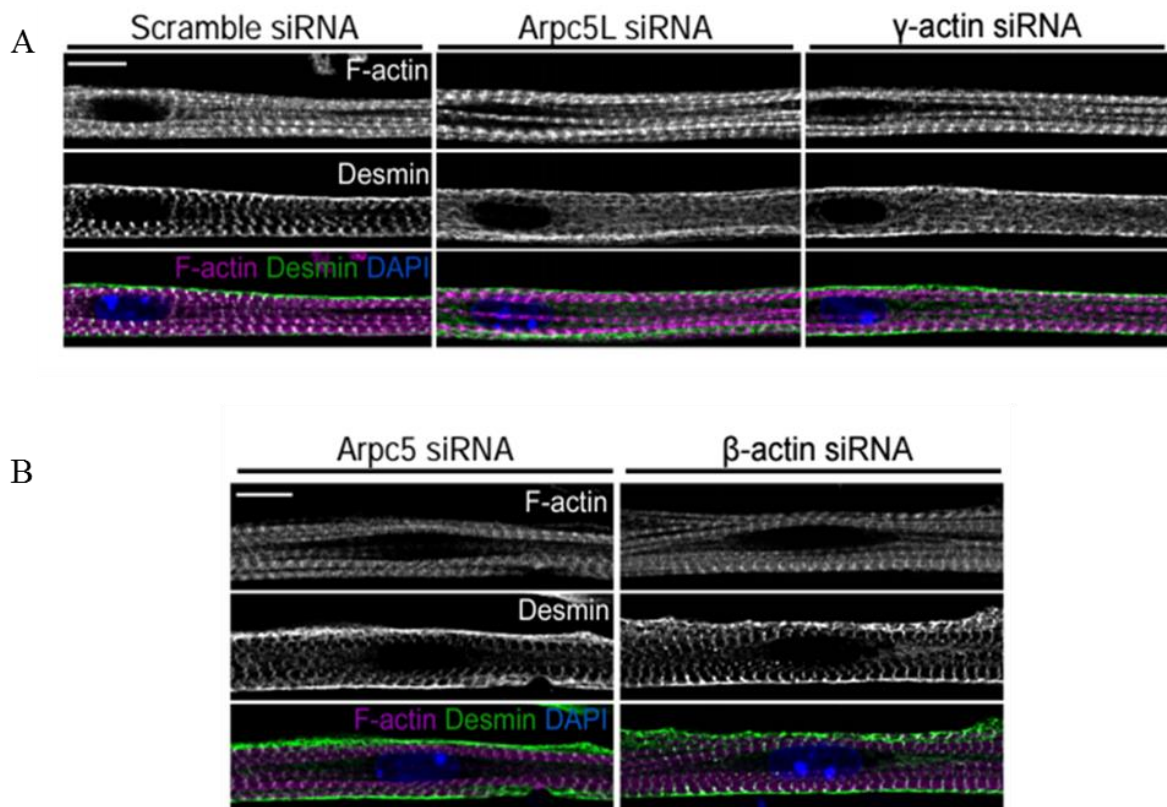 A
Scramble siRNA
Arpc5L siRNA
γ-actin siRNA
F-actin
Desmin
F-actin Desmin DAPI
B
Arpc5 siRNA
β-actin siRNA
F-actin
Desmin
F-actin Desmin DAPI